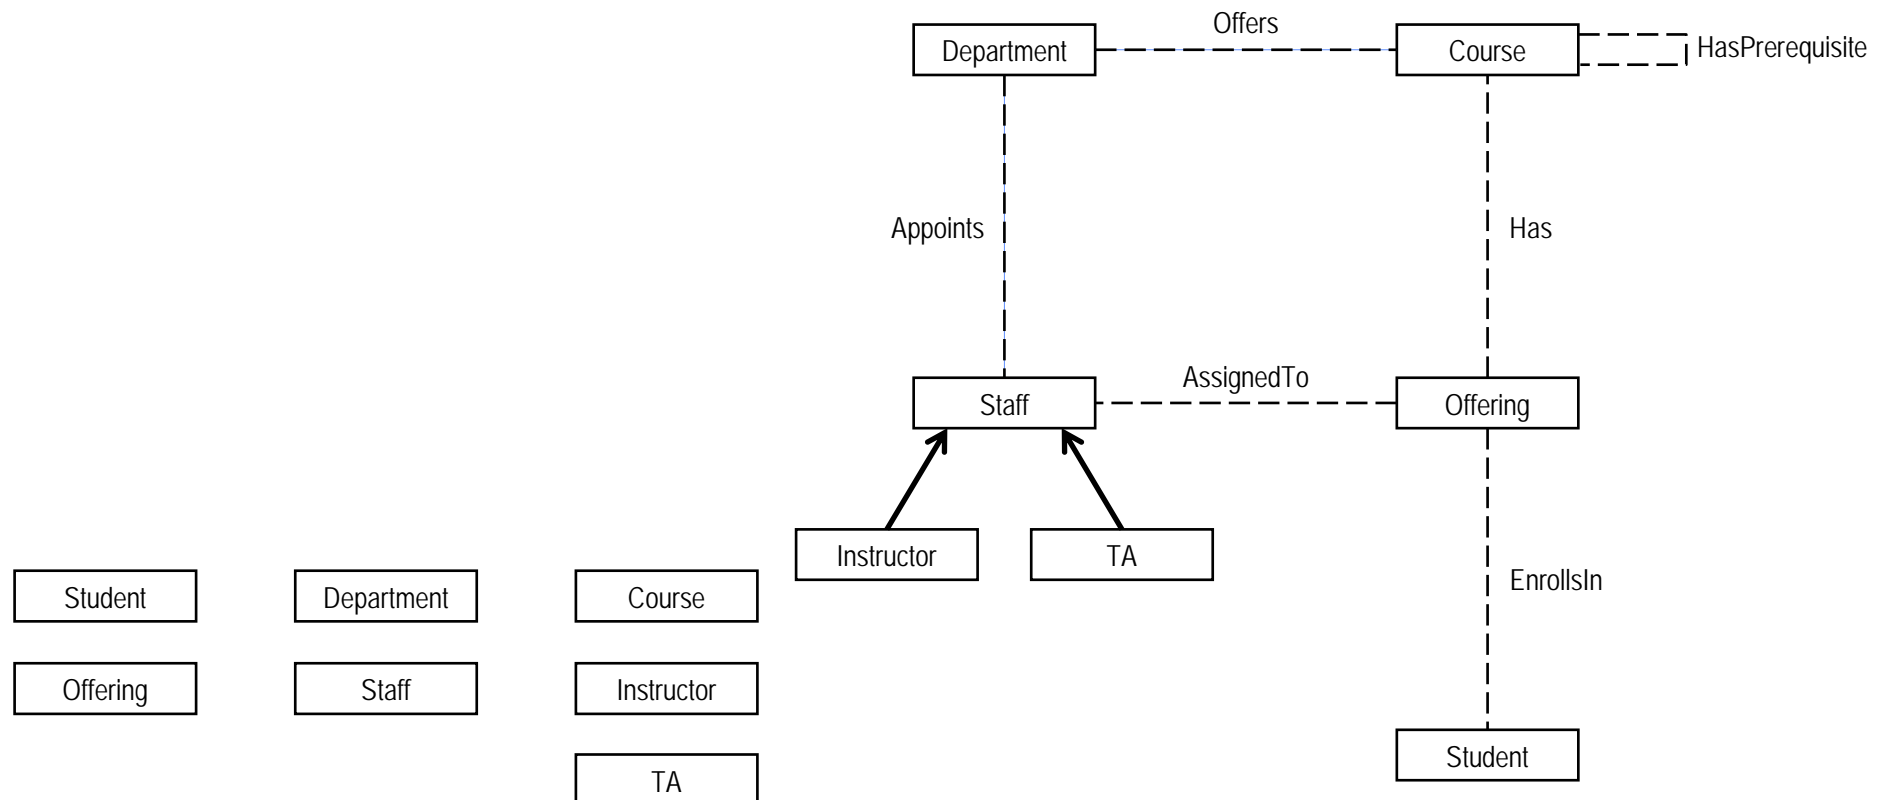 Offers
Department
Course
HasPrerequisite
Appoints
Has
AssignedTo
Staff
Offering
Instructor
TA
EnrollsIn
Student
Department
Course
Offering
Staff
Instructor
Student
TA